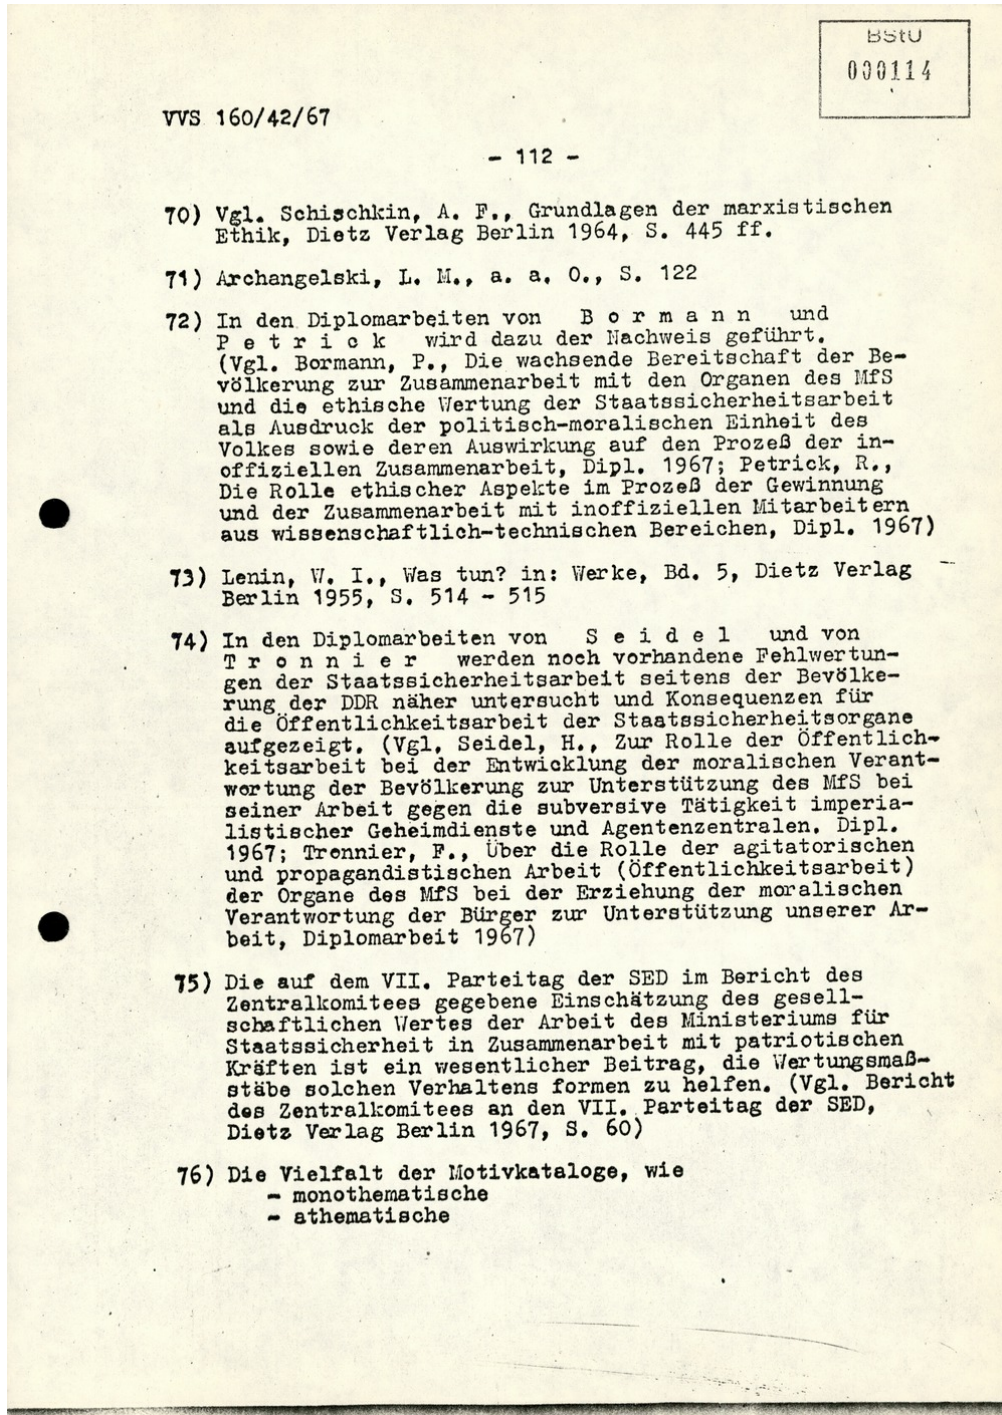 BStU
000114
VVS 160/42/67
- 112 -
70) Vgl. Schischkin, A. F., Grundlagen der marxistischen
Ethik, Dietz Verlag Berlin 1964, S. 445 ff.
71) Archangelski, L. M., a. a. O., S. 122
72) In den Diplomarbeiten von B o r m a n n und
P e t r i c k wird dazu der Nachweis geführt.
(Vgl. Bormann, P., Die wachsende Bereitschaft der Be-
völkerung zur Zusammenarbeit mit den Organen des MfS
und die ethische Wertung der Staatssicherheitsarbeit
als Ausdruck der politisch-moralischen Einheit des
Volkes sowie deren Auswirkung auf den Prozeß der in-
offiziellen Zusammenarbeit, Dipl. 1967; Petrick, R.,
Die Rolle ethischer Aspekte im Prozeß der Gewinnung
und der Zusammenarbeit mit inoffiziellen Mitarbeitern
aus wissenschaftlich-technischen Bereichen, Dipl. 1967)
73) Lenin, W. I., Was tun? in: Werke, Bd. 5, Dietz Verlag
Berlin 1955, S. 514 - 515
74) In den Diplomarbeiten von S e i d e l und von
T r o n n i e r werden noch vorhandene Fehlwertun-
gen der Staatssicherheitsarbeit seitens der Bevölke-
rung der DDR näher untersucht und Konsequenzen für
die Öffentlichkeitsarbeit der Staatssicherheitsorgane
aufgezeigt. (Vgl. Seidel, H., Zur Rolle der Öffentlich-
keitsarbeit bei der Entwicklung der moralischen Verant-
wortung der Bevölkerung zur Unterstützung des MfS bei
seiner Arbeit gegen die subversive Tätigkeit imperia-
listischer Geheimdienste und Agentenzentralen. Dipl.
1967; Tronnier, F., Über die Rolle der agitatorischen
und propagandistischen Arbeit (Öffentlichkeitsarbeit)
der Organe des MfS bei der Erziehung der moralischen
Verantwortung der Bürger zur Unterstützung unserer Ar-
beit, Diplomarbeit 1967)
75) Die auf dem VII. Parteitag der SED im Bericht des
Zentralkomitees gegebene Einschätzung des gesell-
schaftlichen Wertes der Arbeit des Ministeriums für
Staatssicherheit in Zusammenarbeit mit patriotischen
Kräften ist ein wesentlicher Beitrag, die Wertungsmaß-
stäbe solchen Verhaltens formen zu helfen. (Vgl. Bericht
des Zentralkomitees an den VII. Parteitag der SED,
Dietz Verlag Berlin 1967, S. 60)
76) Die Vielfalt der Motivkataloge, wie
- monothematische
- athematische